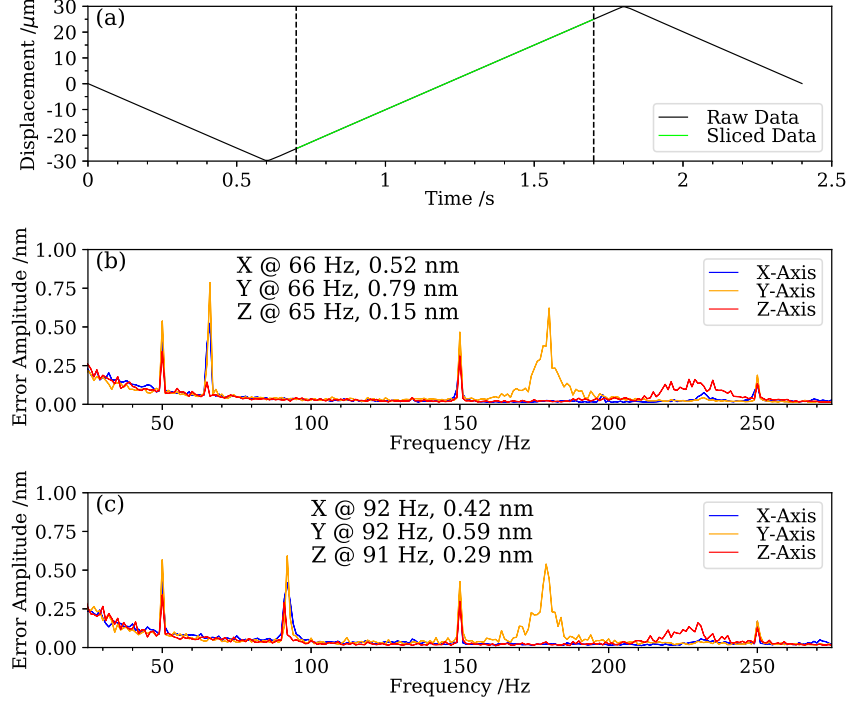 (a)
Displacement /μm
30
20
10
0
-10
-20
-30
Raw Data
Sliced Data
0
0.5
1
1.5
2
2.5
Time /s
(b)
X @ 66 Hz, 0.52 nm
Y @ 66 Hz, 0.79 nm
Z @ 65 Hz, 0.15 nm
X-Axis
Y-Axis
Z-Axis
Error Amplitude /nm
1.00
0.75
0.50
0.25
0.00
50
100
150
200
250
Frequency /Hz
(c)
X @ 92 Hz, 0.42 nm
Y @ 92 Hz, 0.59 nm
Z @ 91 Hz, 0.29 nm
X-Axis
Y-Axis
Z-Axis
Error Amplitude /nm
1.00
0.75
0.50
0.25
0.00
50
100
150
200
250
Frequency /Hz